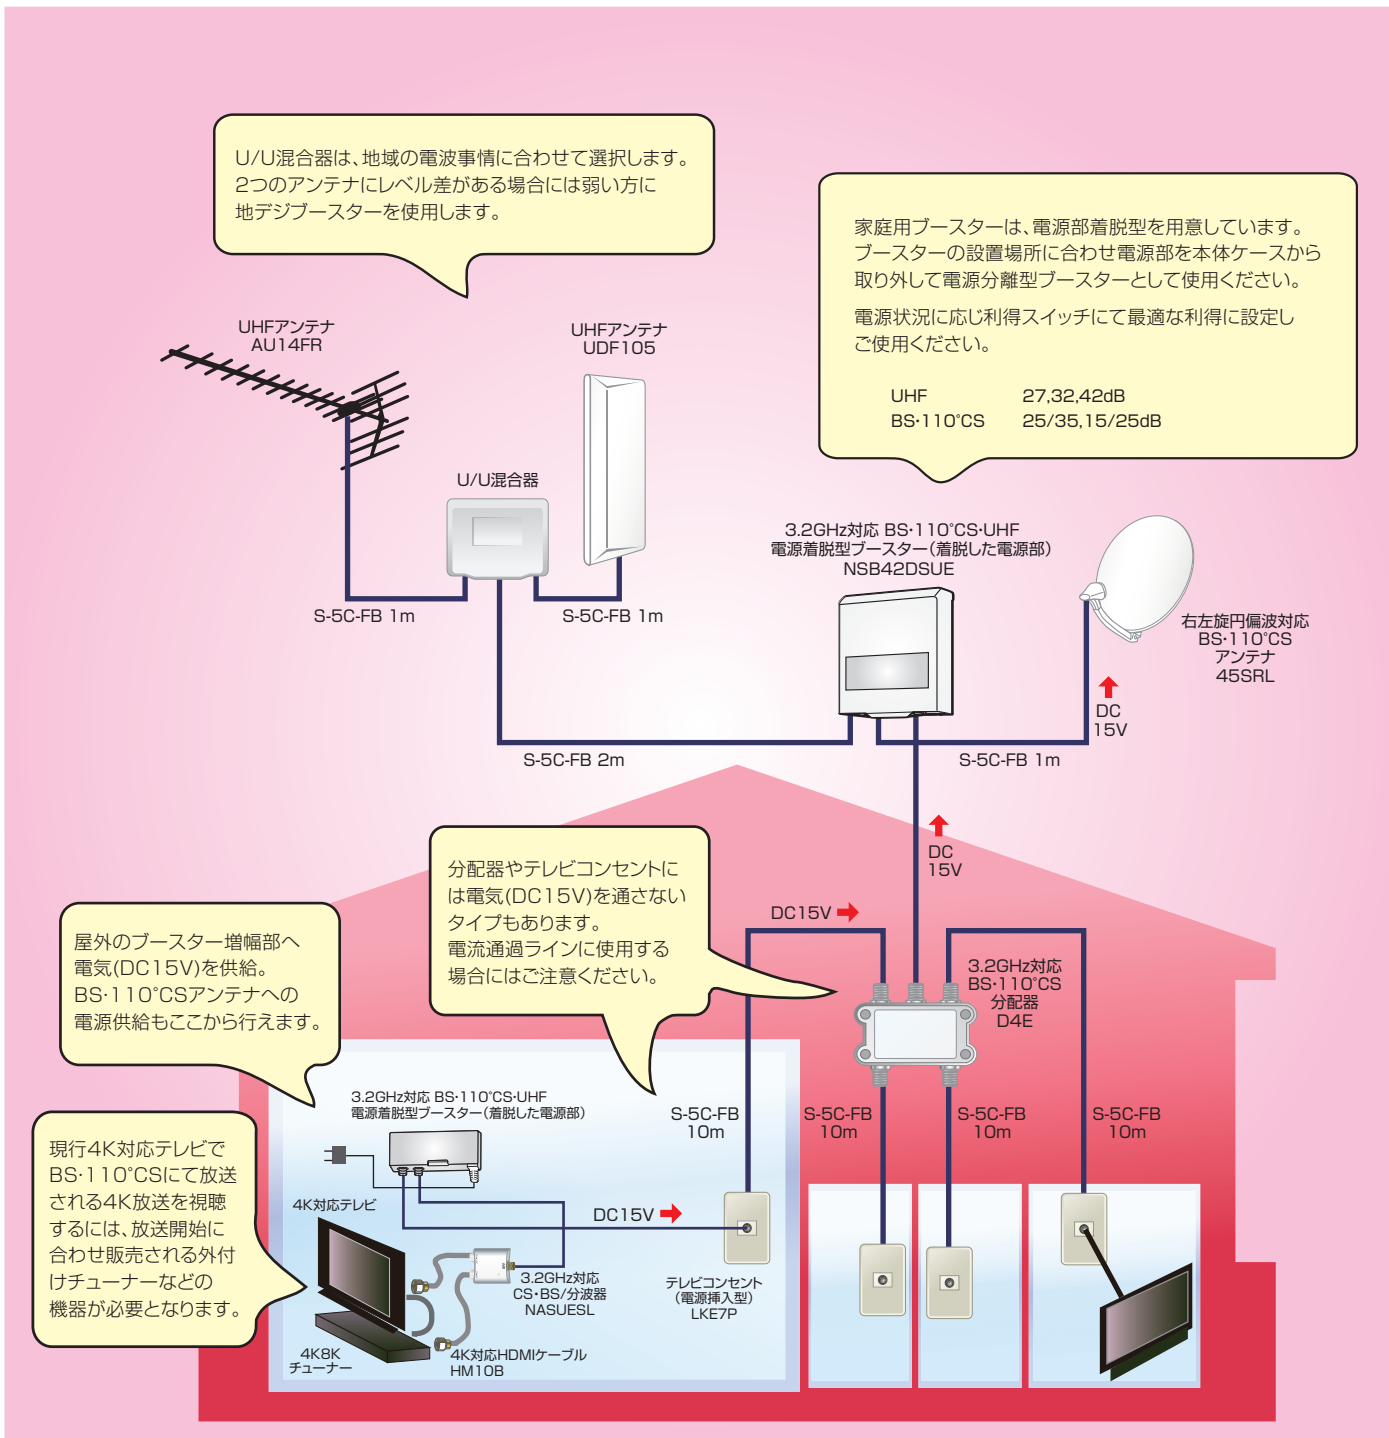 U/U混合器は、地域の電波事情に合わせて選択します。
2つのアンテナにレベル差がある場合には弱い方に
地デジブースターを使用します。
家庭用ブースターは、電源部着脱型を用意しています。
ブースターの設置場所に合わせ電源部を本体ケースから
取り外して電源分離型ブースターとして使用ください。
電源状況に応じ利得スイッチにて最適な利得に設定し
ご使用ください。
UHF 27,32,42dB
BS・110°CS 25/35,15/25dB
UHFアンテナ
AU14FR
UHFアンテナ
UDF105
U/U混合器
S-5C-FB 1m
S-5C-FB 1m
3.2GHz対応 BS・110°CS・UHF
電源着脱型ブースター（着脱した電源部）
NSB42DSUE
右左旋円偏波対応
BS・110°CS
アンテナ
45SRL
DC
15V
S-5C-FB 2m
S-5C-FB 1m
DC
15V
分配器やテレビコンセントに
は電気(DC15V)を通さない
タイプもあります。
電流通過ラインに使用する
場合にはご注意ください。
DC15V
屋外のブースター増幅部へ
電気(DC15V)を供給。
BS・110°CSアンテナへの
電源供給もここから行えます。
3.2GHz対応
BS・110°CS
分配器
D4E
3.2GHz対応 BS・110°CS・UHF
電源着脱型ブースター（着脱した電源部）
S-5C-FB
10m
S-5C-FB
10m
S-5C-FB
10m
S-5C-FB
10m
現行4K対応テレビで
BS・110°CSにて放送
される4K放送を視聴
するには、放送開始に
合わせ販売される外付
けチューナーなどの
機器が必要となります。
4K対応テレビ
DC15V
3.2GHz対応
CS・BS/分波器
NASUESL
テレビコンセント
（電源挿入型）
LKE7P
4K8K
チューナー
4K対応HDMIケーブル
HM10B